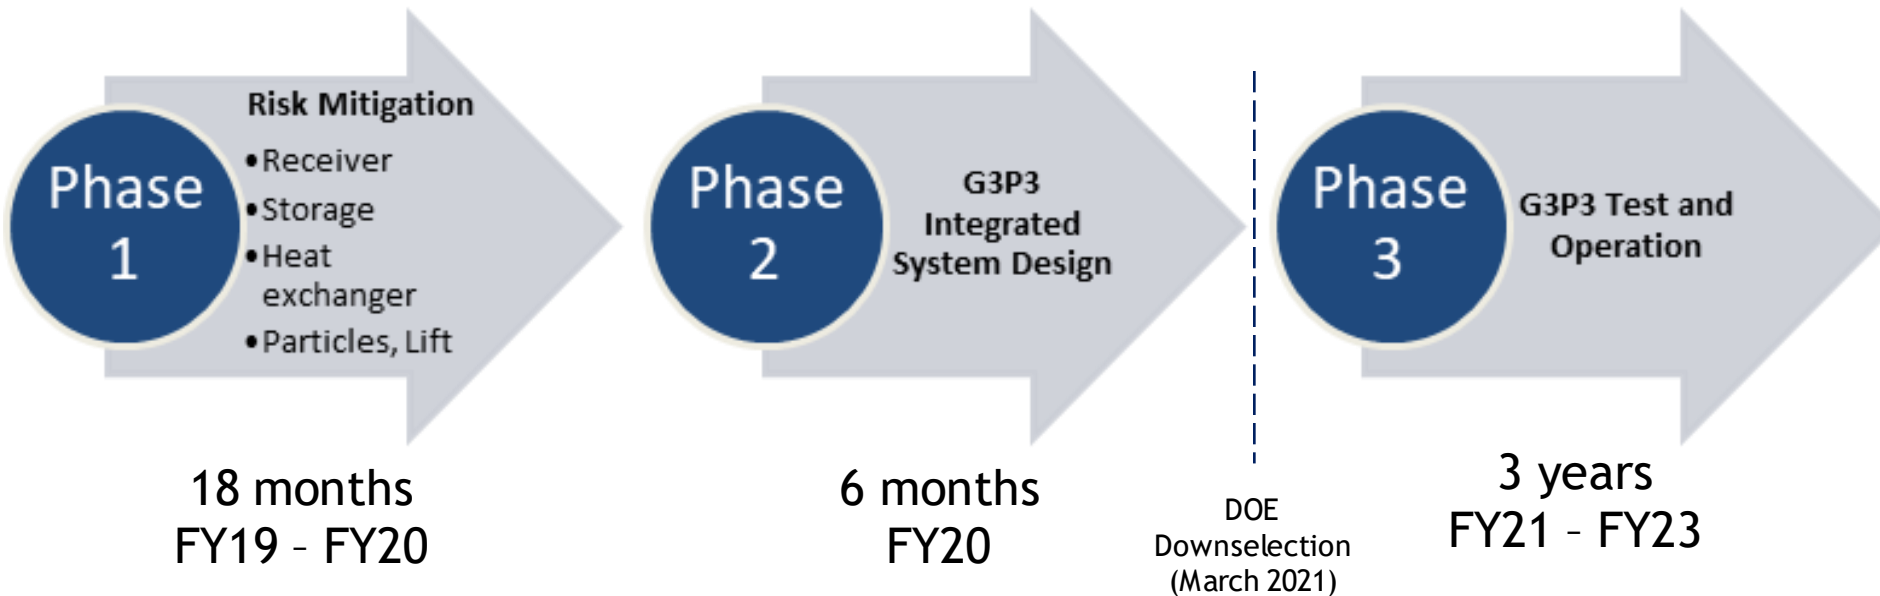 Phase
1
Risk Mitigation
•Receiver
•Storage
•Heat
exchanger
•Particles, Lift
18 months
FY19 – FY20
Phase
2
G3P3
Integrated
System Design
6 months
FY20
DOE
Downselection
(March 2021)
Phase
3
G3P3 Test and
Operation
3 years
FY21 – FY23